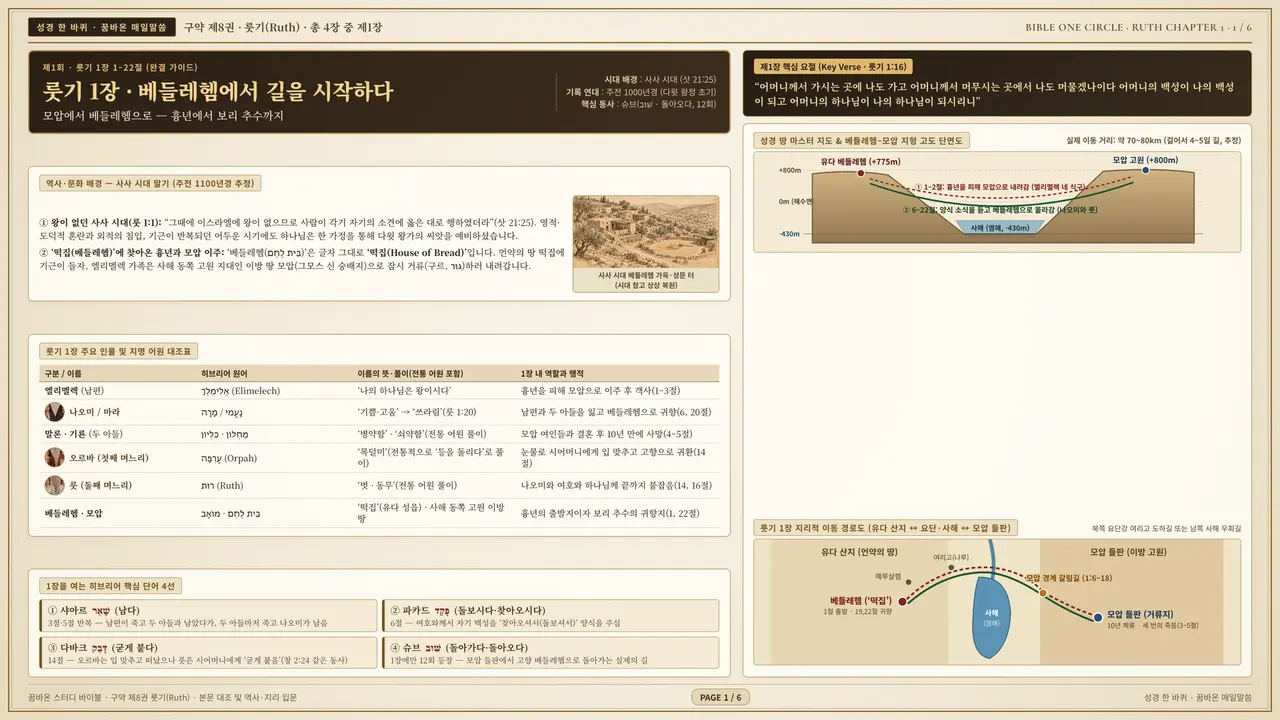 성경 한 바퀴 · 꿈바온 매일말씀
구약 제8권 · 룻기(Ruth) · 총 4장 중 제1장
BIBLE ONE CIRCLE · RUTH CHAPTER 1 · 1 / 6
제1회 · 룻기 1장 1-22절 (완결 가이드)
룻기 1장 · 베들레헴에서 길을 시작하다
모압에서 베들레헴으로 — 흉년에서 보리 추수까지
시대 배경 : 사사 시대 (삿 21:25)
기록 연대 : 주전 1000년경 (다윗 왕정 초기)
핵심 동사 : 슈브(שוב · 돌아오다, 12회)
역사·문화 배경 — 사사 시대 말기 (주전 1100년경 추정)
① 왕이 없던 사사 시대(룻 1:1): “그때에 이스라엘에 왕이 없으므로 사람이 각기 자기의 소견에 옳은 대로 행하였더라”(삿 21:25). 영적·
도덕적 혼란과 외적의 침입, 기근이 반복되던 어두운 시기에도 하나님은 한 가정을 통해 다윗 왕가의 씨앗을 예비하셨습니다.
② ‘떡집(베들레헴)’에 찾아온 흉년과 모압 이주: ‘베들레헴(בֵּית לֶחֶם)’은 글자 그대로 ‘떡집(House of Bread)’입니다. 언약의 땅 떡집에
기근이 들자, 엘리멜렉 가족은 사해 동쪽 고원 지대인 이방 땅 모압(그모스 신 숭배지)으로 잠시 거류(구르, גור)하러 내려갑니다.
사사 시대 베들레헴 가옥·성문 터
(시대 참고 상상 복원)
룻기 1장 주요 인물 및 지명 어원 대조표
구분 / 이름 히브리어 원어 이름의 뜻·풀이(전통 어원 포함) 1장 내 역할과 행적
엘리멜렉 (남편) אֱלִימֶלֶךְ (Elimelech) ‘나의 하나님은 왕이시다’ 흉년을 피해 모압으로 이주 후 객사(1-3절)
나오미 / 마라 נָעֳמִי / מָרָה ‘기쁨·고움’ → ‘쓰라림’(룻 1:20) 남편과 두 아들을 잃고 베들레헴으로 귀향(6, 20절)
말론 · 기룐 (두 아들) מַחְלוֹן · כִּלְיוֹן ‘병약함’ · ‘쇠약함’(전통 어원 풀이) 모압 여인들과 결혼 후 10년 만에 사망(4-5절)
오르바 (첫째 며느리) עָרְפָּה (Orpah) ‘목덜미’(전통적으로 ‘등을 돌리다’로 풀이) 눈물로 시어머니에게 입 맞추고 고향으로 귀환(14절)
룻 (둘째 며느리) רוּת (Ruth) ‘벗 · 동무’(전통 어원 풀이) 나오미와 여호와 하나님께 끝까지 붙잡음(14, 16절)
베들레헴 · 모압 בֵּית לֶחֶם · מוֹאָב ‘떡집’(유다 성읍) · 사해 동쪽 고원 이방 땅 흉년의 출발지이자 보리 추수의 귀향지(1, 22절)
1장을 여는 히브리어 핵심 단어 4선
① 샤아르 שָׁאַר (남다)
3절·5절 반복 — 남편이 죽고 두 아들과 남았다가, 두 아들마저 죽고 나오미가 남음
② 파카드 פָּקַד (돌보시다·찾아오시다)
6절 — 여호와께서 자기 백성을 ‘찾아오셔서(돌보셔서)’ 양식을 주심
③ 다바크 דָּבַק (굳게 붙다)
14절 — 오르바는 입 맞추고 떠났으나 룻은 시어머니에게 ‘굳게 붙음’(창 2:24 같은 동사)
④ 슈브 שׁוּב (돌아가다·돌아오다)
1장에만 12회 등장 — 모압 들판에서 고향 베들레헴으로 돌아가는 실제의 길
제1장 핵심 요절 (Key Verse · 룻기 1:16)
“어머니께서 가시는 곳에 나도 가고 어머니께서 머무시는 곳에서 나도 머물겠나이다 어머니의 백성이 나의 백성
이 되고 어머니의 하나님이 나의 하나님이 되시리니”
성경 땅 마스터 지도 & 베들레헴-모압 지형 고도 단면도
실제 이동 거리: 약 70~80km (걸어서 4~5일 길, 추정)
유다 베들레헴 (+775m)
모압 고원 (+800m)
+800m
① 1-2절: 흉년을 피해 모압으로 내려감 (엘리멜렉 네 식구)
0m (해수면
② 6-22절: 양식 소식을 듣고 베들레헴으로 올라감 (나오미와 룻)
사해 (염해, -430m)
-430m
룻기 1장 지리적 이동 경로도 (유다 산지 ↔ 요단·사해 ↔ 모압 들판)
북쪽 요단강 여리고 도하길 또는 남쪽 사해 우회길
유다 산지 (언약의 땅)
여리고(나루)
모압 들판 (이방 고원)
예루살렘
모압 경계 갈림길 (1:6-18)
베들레헴 (‘떡집’)
1절 출발 · 19,22절 귀향
사해
(염해)
모압 들판 (거류지)
10년 체류 · 세 번의 죽음(3-5절)
꿈바온 스터디 바이블 · 구약 제8권 룻기(Ruth) · 본문 대조 및 역사·지리 입문
PAGE 1 / 6
성경 한 바퀴 · 꿈바온 매일말씀